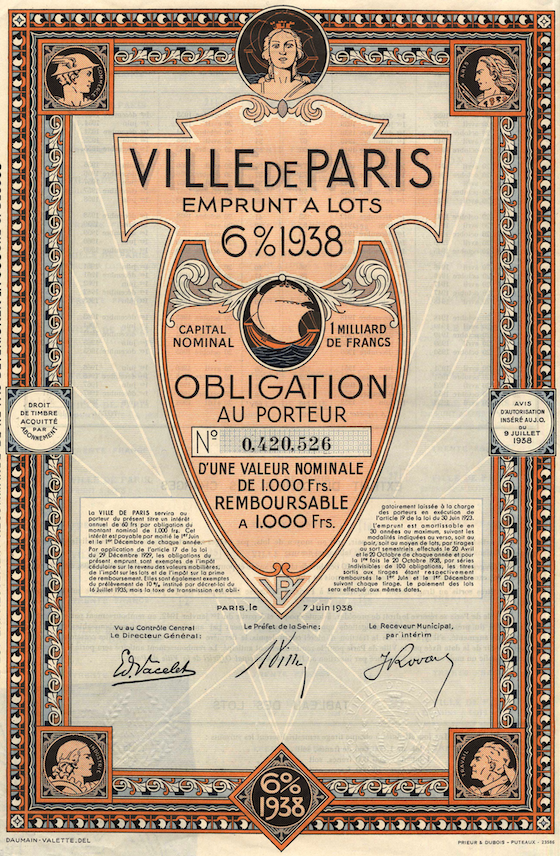 COMMERCE
ARTS
VILLE DE PARIS
EMPRUNT A LOTS
6% 1938
CAPITAL
NOMINAL
1 MILLIARD
DE FRANCS
OBLIGATION
AU PORTEUR
No 0,420,526
D'UNE VALEUR NOMINALE
DE 1.000 Frs.
REMBOURSABLE
A 1.000 Frs.
DROIT
DE TIMBRE
ACQUITTÉ
PAR
ABONNEMENT
AVIS
D'AUTORISATION
INSÉRÉ AU J.O.
DU
9 JUILLET
1938
La VILLE DE PARIS servira au
porteur du présent titre un intérêt
annuel de 60 frs par obligation du
montant nominal de 1.000 frs. Cet
intérêt est payable par moitié le 1er Juin
et le 1er Décembre de chaque année.
Par application de l'article 17 de la loi
du 29 Décembre 1929, les obligations du
présent emprunt sont exemptes de l'impôt
cédulaire sur le revenu des valeurs mobilières,
de l'impôt sur les lots et de l'impôt sur la prime
de remboursement. Elles sont également exemptes
du prélèvement de 10%, institué par décret-loi du
16 Juillet 1935, mais la taxe de transmission est obli-
gatoirement laissée à la charge
des porteurs en exécution de
l'article 19 de la loi du 30 Juin 1923.
L'emprunt est amortissable en
30 années au maximum, suivant les
modalités indiquées au verso, soit au
pair, soit au moyen de lots, par tirages
au sort semestriels effectués le 20 Avril
et le 20 Octobre de chaque année et pour
la 1re fois le 20 Octobre 1938, par séries
indivisibles de 100 obligations, les titres
sortis aux tirages étant respectivement
remboursés le 1er Juin et le 1er Décembre
suivant chaque tirage. Le paiement des lots
sera effectué aux mêmes dates.
VP
PARIS, le 7 Juin 1938
Vu au Contrôle Central
Le Directeur Général:
Le Préfet de la Seine:
Le Receveur Municipal,
par intérim
Ed. Vacelet
INDUSTRIE
TRAVAIL
6%
1938
DAUMAIN-VALETTE.DEL
PRIEUR & DUBOIS - PUTEAUX - 33088